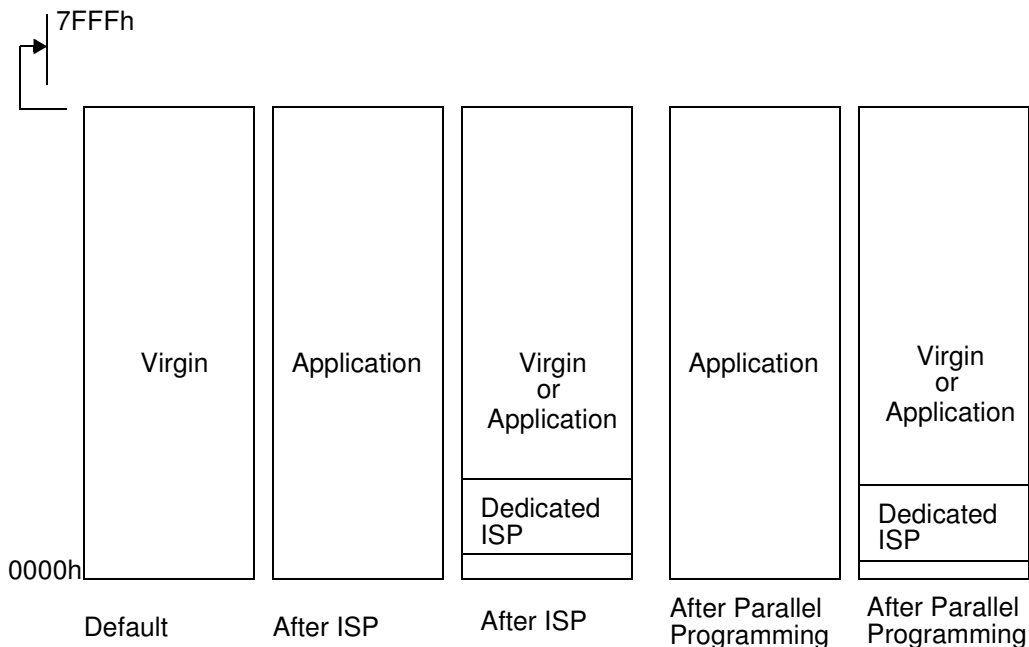 7FFFh
Virgin
Application
Virgin
or
Application
Application
Virgin
or
Application
Dedicated
ISP
Dedicated
ISP
0000h
Default
After ISP
After ISP
After Parallel
Programming
After Parallel
Programming